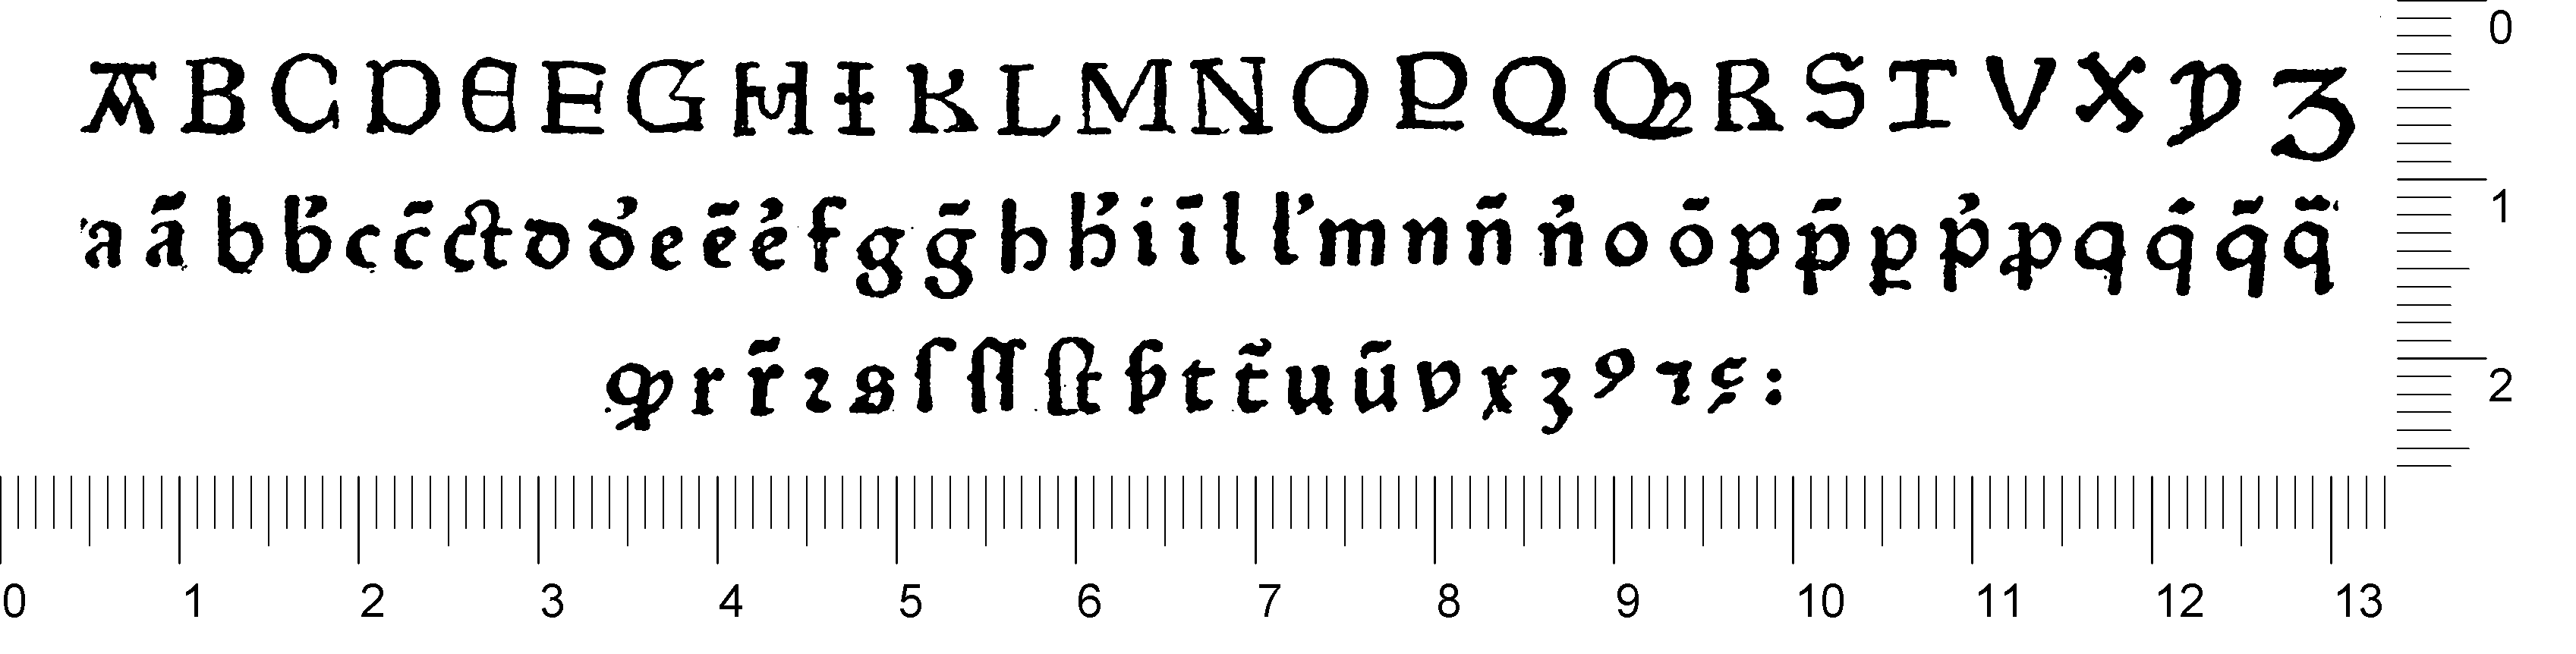 A B C D E E G H I K L M N O P Q Q R S T V X Y Z
a ã b b̓ c c̃ ct d d̓ e ẽ e̓ f g g̃ h h̓ i ĩ l l̓ m n ñ n̓ o õ p p̃ ꝑ p̓ ꝓ q q̓ q̃ q̈
ꝙ r r̃ ꝛ s ſ ſſ ſt þ t t̃ u ũ v x ʒ ꝰ ⁊ ç :
0 1 2 3 4 5 6 7 8 9 10 11 12 13
0
1
2